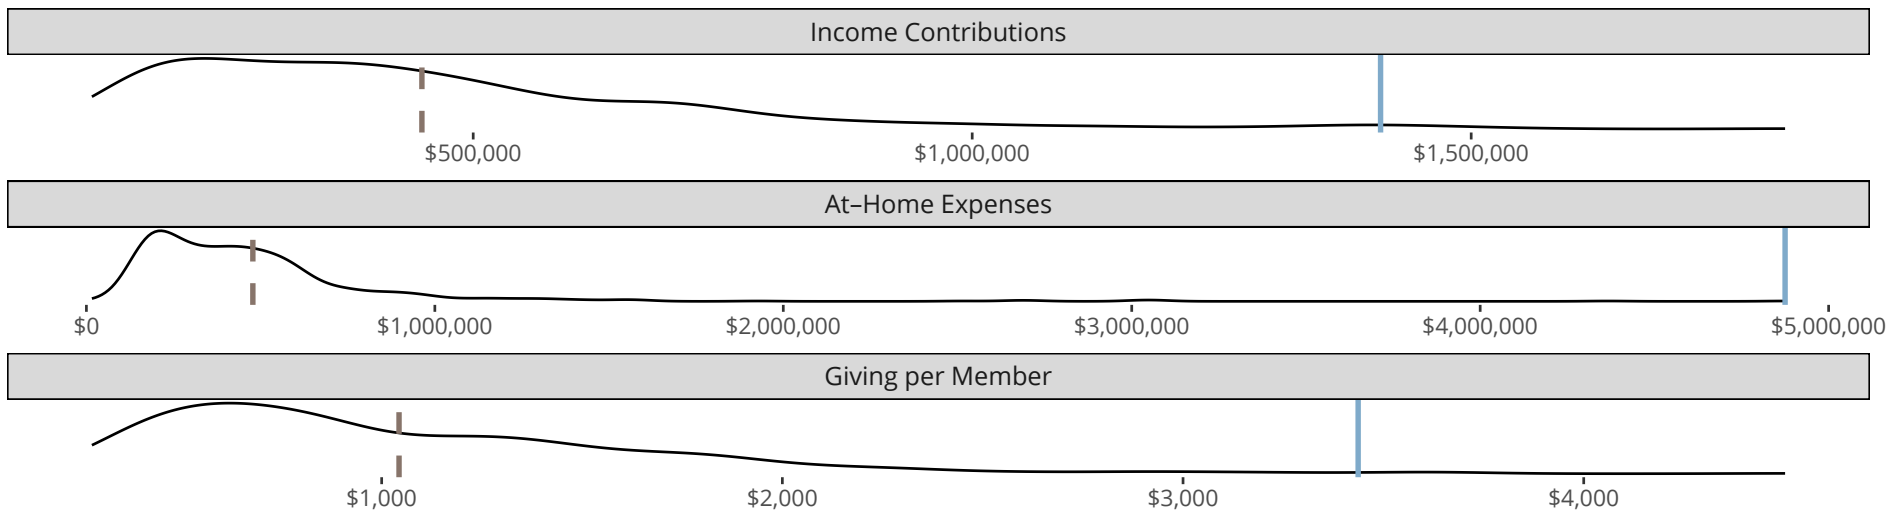 Income Contributions
$500,000 $1,000,000 $1,500,000
At–Home Expenses
$0 $1,000,000 $2,000,000 $3,000,000 $4,000,000 $5,000,000
Giving per Member
$1,000 $2,000 $3,000 $4,000